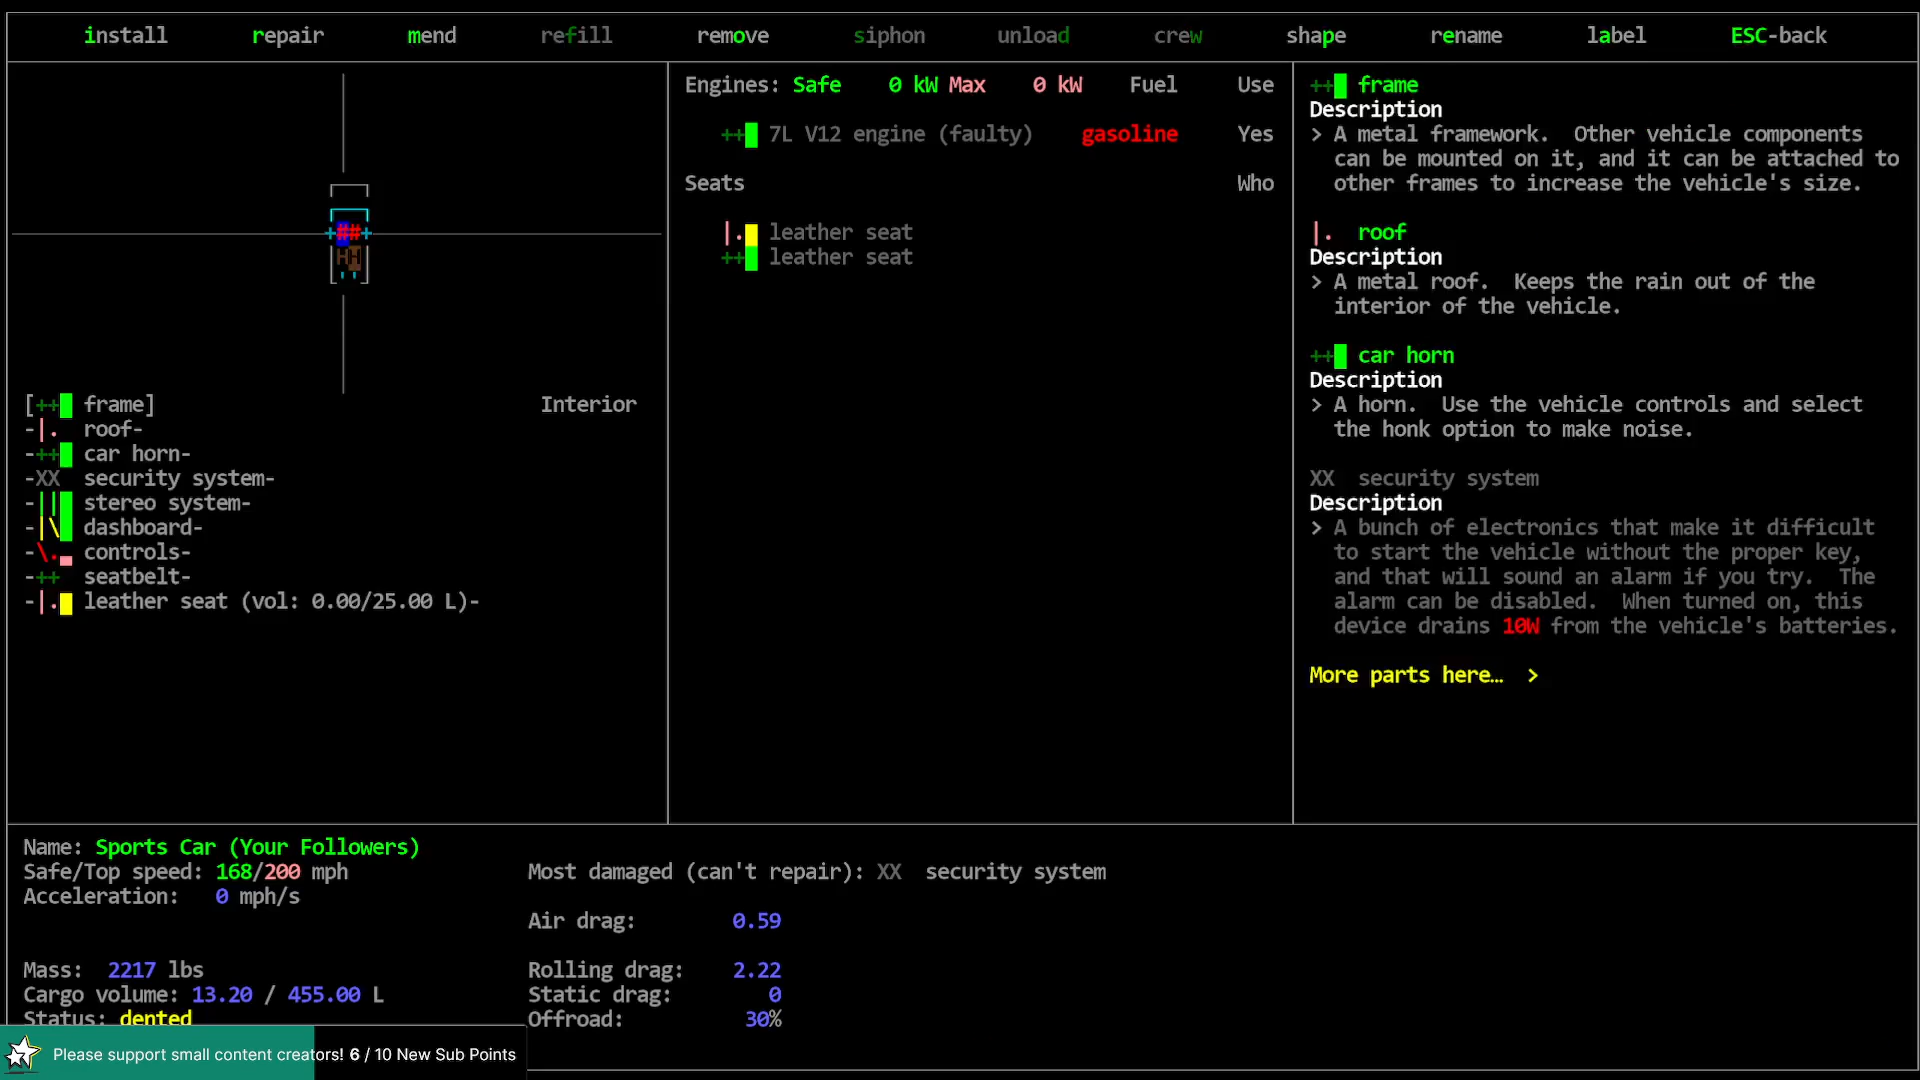 install repair mend refill remove siphon unload crew shape rename label ESC-back
Engines: Safe 0 kW Max 0 kW Fuel Use
++ 7L V12 engine (faulty) gasoline Yes
Seats Who
|. leather seat
++ leather seat
[++ frame] Interior
-|. roof-
-++ car horn-
-XX security system-
-|| stereo system-
-|\ dashboard-
-\. controls-
-++ seatbelt-
-|. leather seat (vol: 0.00/25.00 L)-
++ frame
Description
> A metal framework.  Other vehicle components
can be mounted on it, and it can be attached to
other frames to increase the vehicle's size.
|. roof
Description
> A metal roof.  Keeps the rain out of the
interior of the vehicle.
++ car horn
Description
> A horn.  Use the vehicle controls and select
the honk option to make noise.
XX security system
Description
> A bunch of electronics that make it difficult
to start the vehicle without the proper key,
and that will sound an alarm if you try.  The
alarm can be disabled.  When turned on, this
device drains 10W from the vehicle's batteries.
More parts here… >
Name: Sports Car (Your Followers)
Safe/Top speed: 168/200 mph
Acceleration: 0 mph/s
Mass: 2217 lbs
Cargo volume: 13.20 / 455.00 L
Status: dented
Most damaged (can't repair): XX security system
Air drag: 0.59
Rolling drag: 2.22
Static drag: 0
Offroad: 30%
Please support small content creators! 6 / 10 New Sub Points